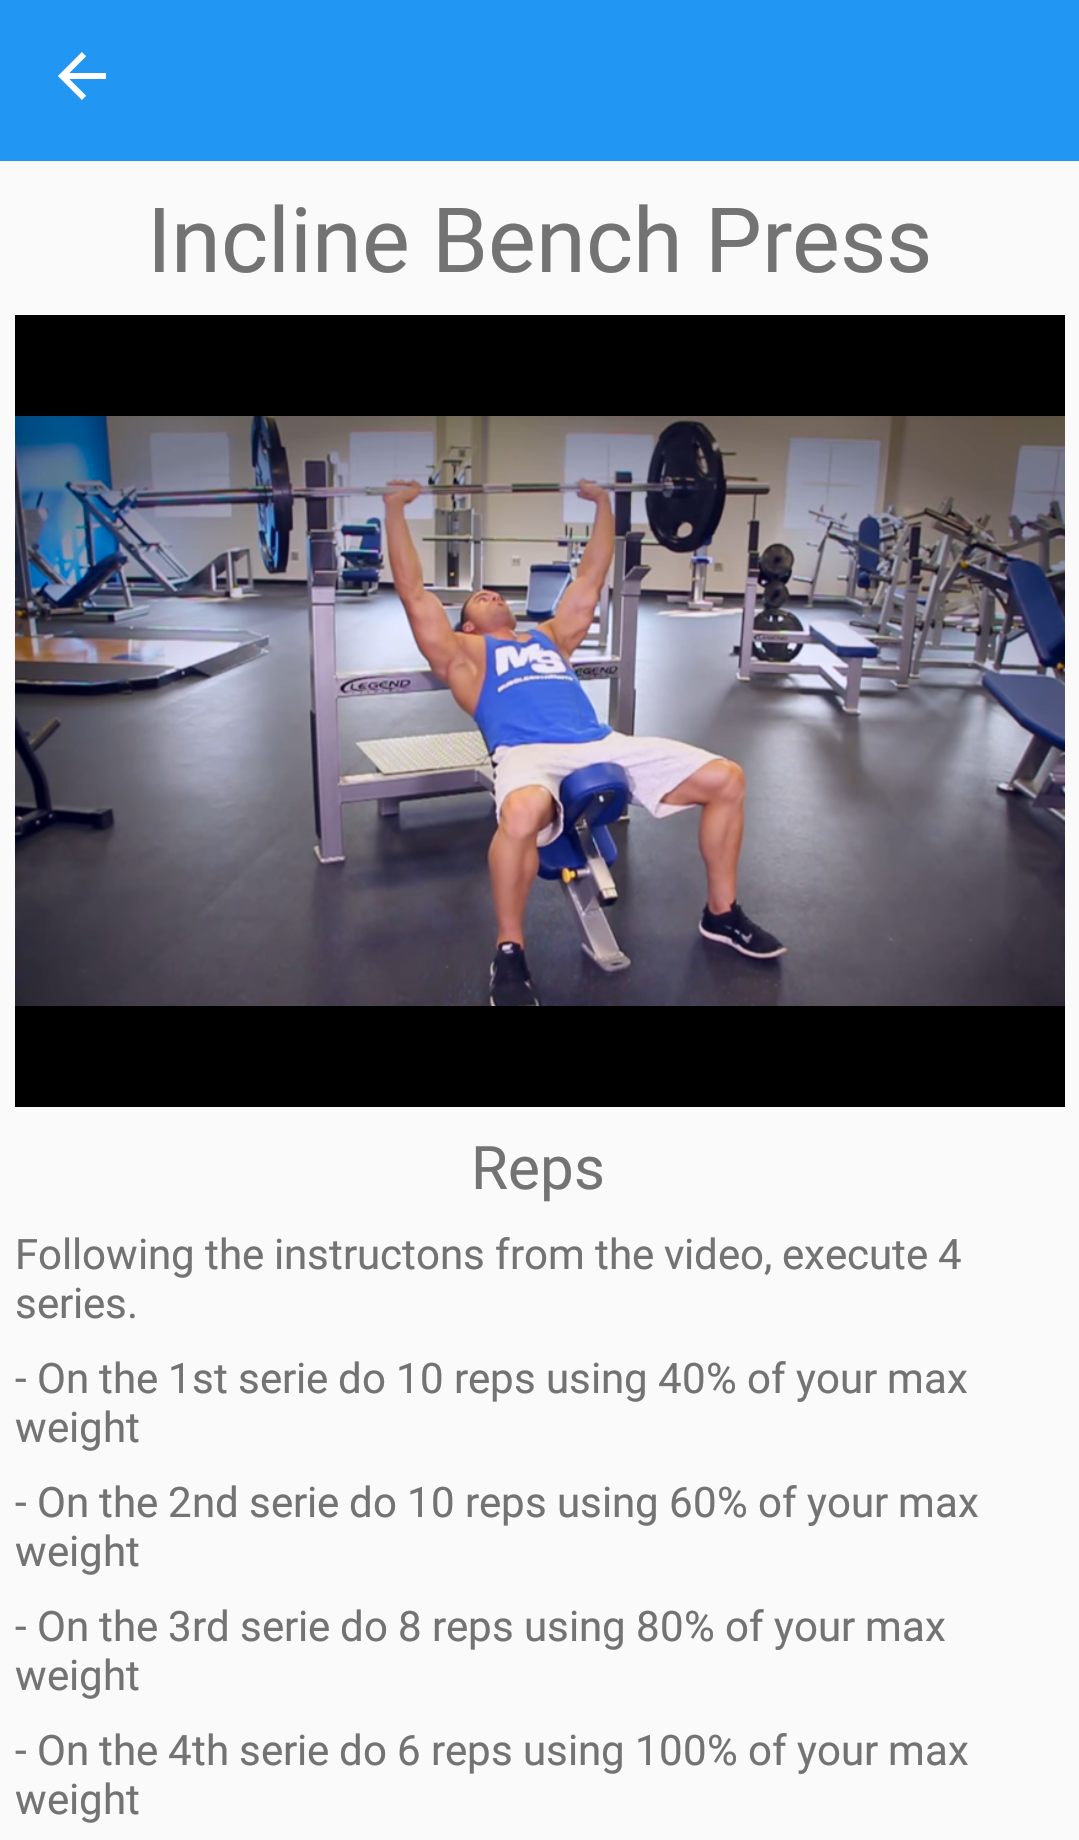 Incline Bench Press
MS
LEGEND
LEGEND
Reps
Following the instructons from the video, execute 4
series.
- On the 1st serie do 10 reps using 40% of your max
weight
- On the 2nd serie do 10 reps using 60% of your max
weight
- On the 3rd serie do 8 reps using 80% of your max
weight
- On the 4th serie do 6 reps using 100% of your max
weight